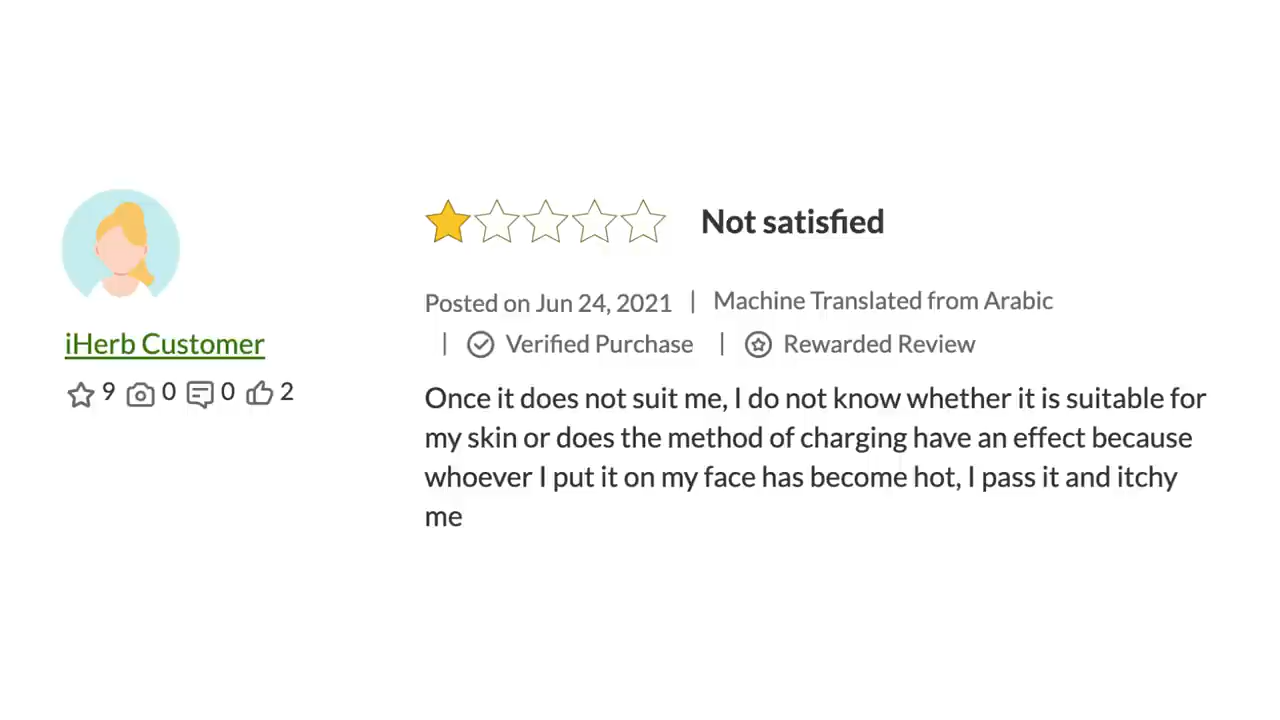 Not satisfied
Posted on Jun 24, 2021 | Machine Translated from Arabic
| Verified Purchase | Rewarded Review
iHerb Customer
9 0 0 2
Once it does not suit me, I do not know whether it is suitable for
my skin or does the method of charging have an effect because
whoever I put it on my face has become hot, I pass it and itchy
me